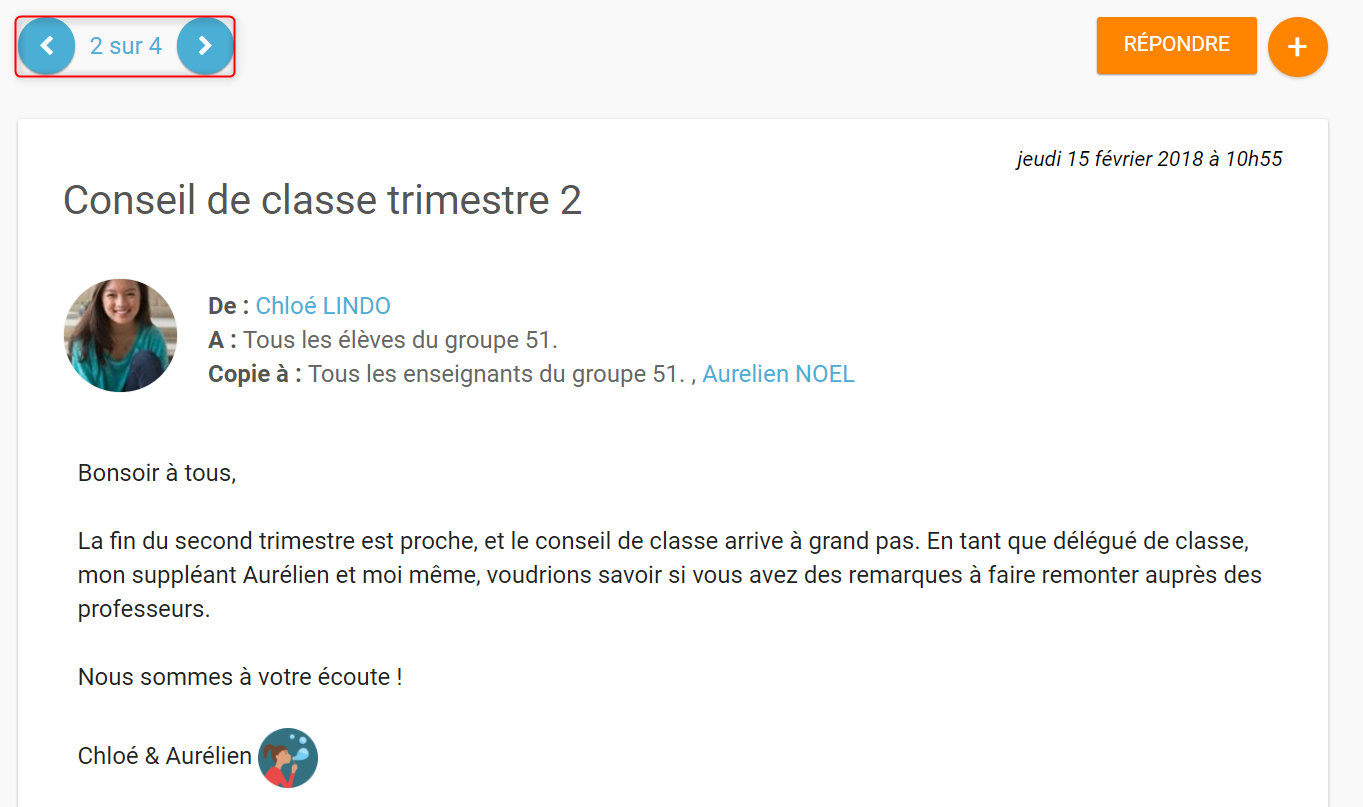 2 sur 4
RÉPONDRE
+
jeudi 15 février 2018 à 10h55
Conseil de classe trimestre 2
De : Chloé LINDO
A : Tous les élèves du groupe 51.
Copie à : Tous les enseignants du groupe 51. , Aurelien NOEL
Bonsoir à tous,
La fin du second trimestre est proche, et le conseil de classe arrive à grand pas. En tant que délégué de classe,
mon suppléant Aurélien et moi même, voudrions savoir si vous avez des remarques à faire remonter auprès des
professeurs.
Nous sommes à votre écoute !
Chloé & Aurélien